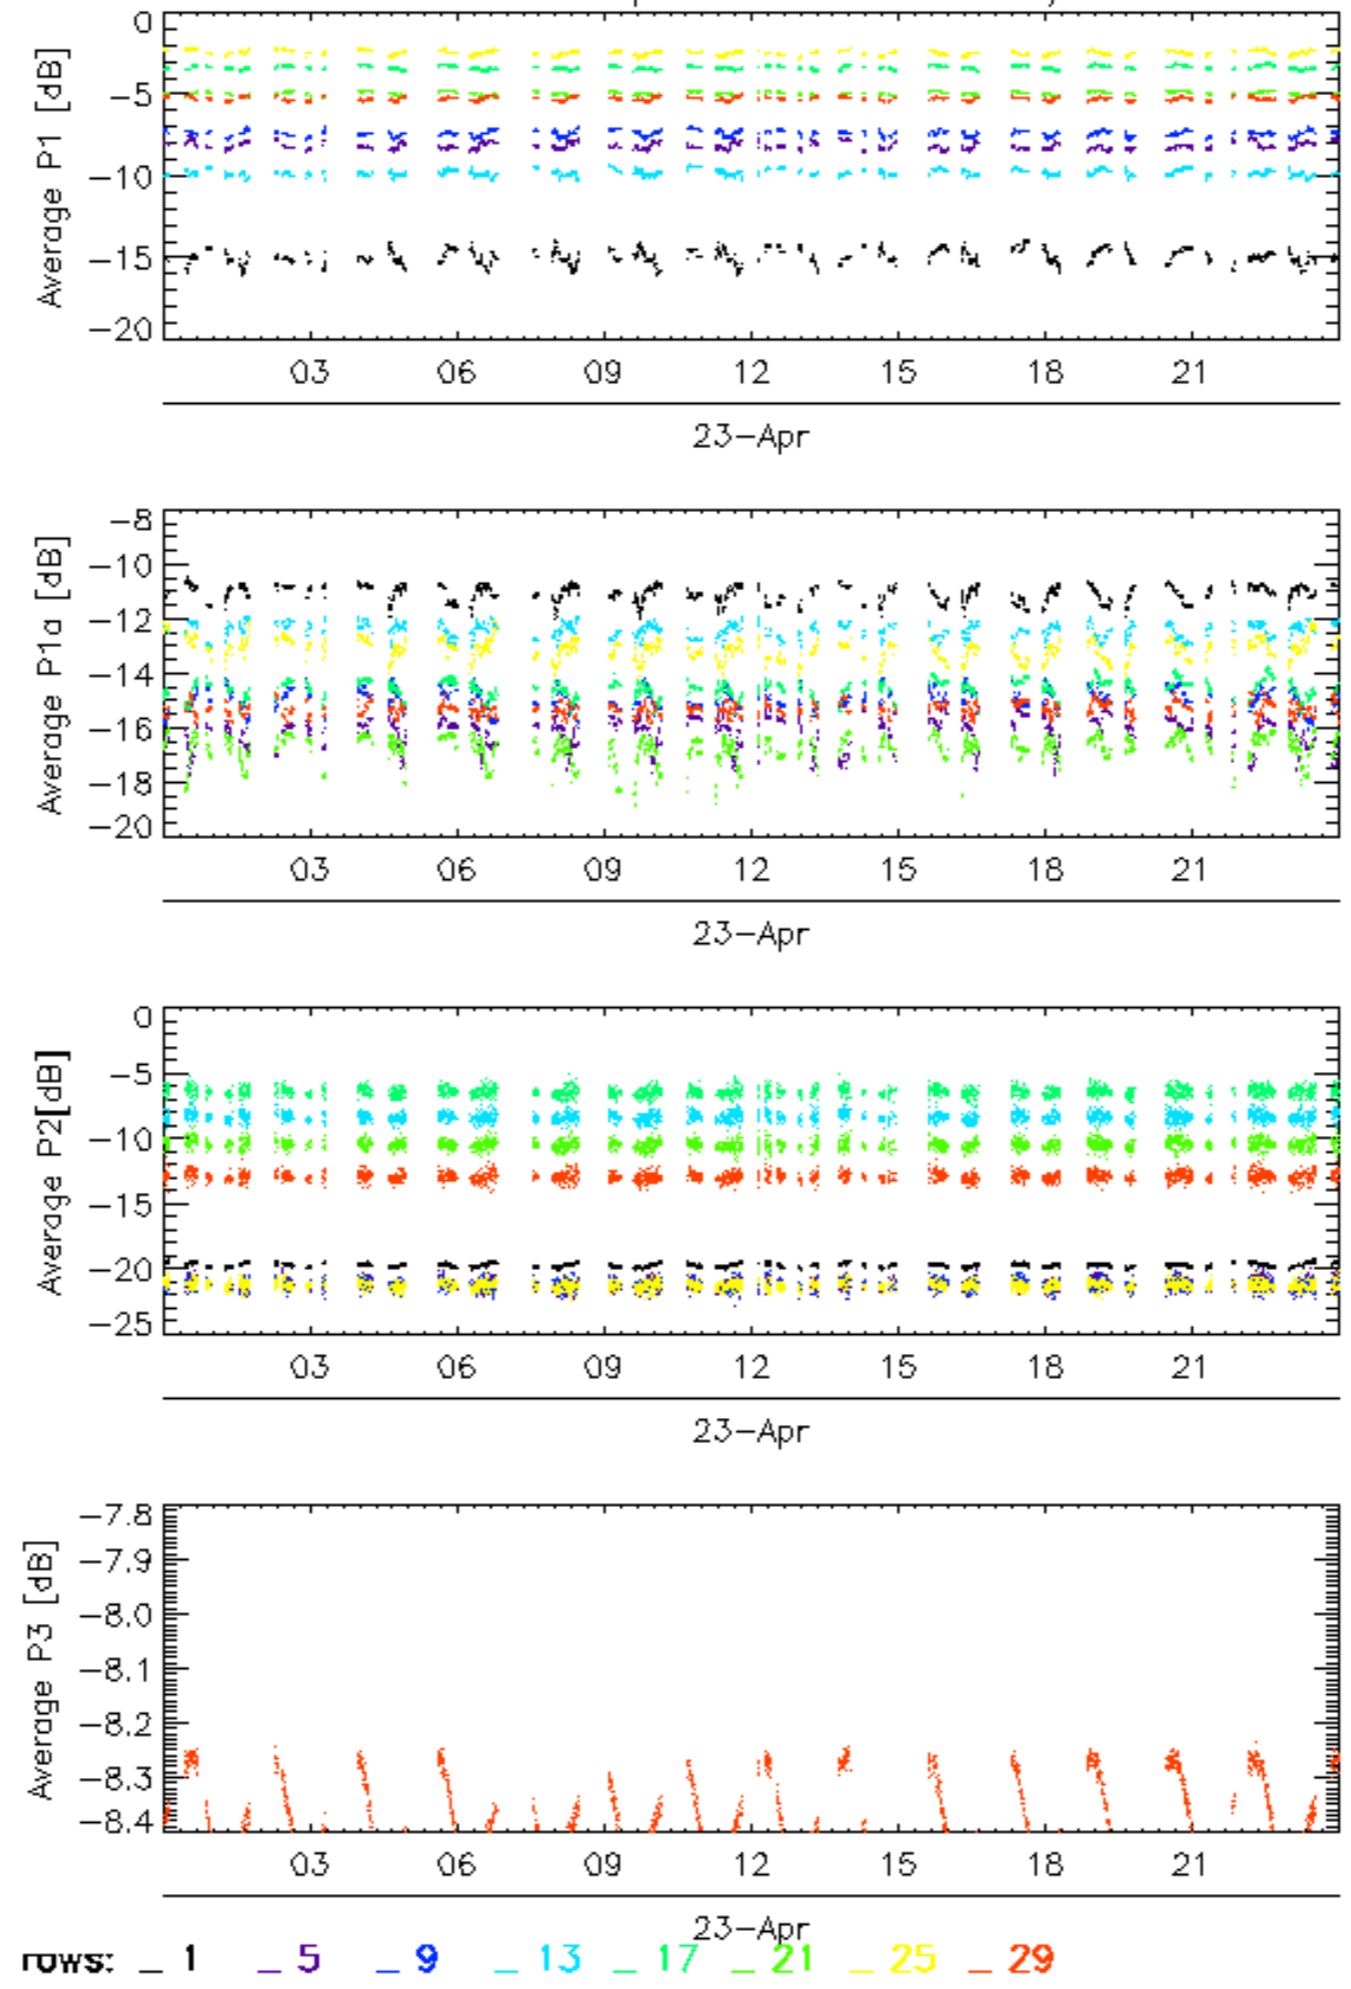 0
−5
−10
−15
−20
Average P1 [dB]
03 06 09 12 15 18 21
23−Apr
−8
−10
−12
−14
−16
−18
−20
Average P1a [dB]
03 06 09 12 15 18 21
23−Apr
0
−5
−10
−15
−20
−25
Average P2[dB]
03 06 09 12 15 18 21
23−Apr
−7.8
−7.9
−8.0
−8.1
−8.2
−8.3
−8.4
Average P3 [dB]
03 06 09 12 15 18 21
23−Apr
rows: _ 1 _ 5 _ 9 _ 13 _ 17 _ 21 _ 25 _ 29